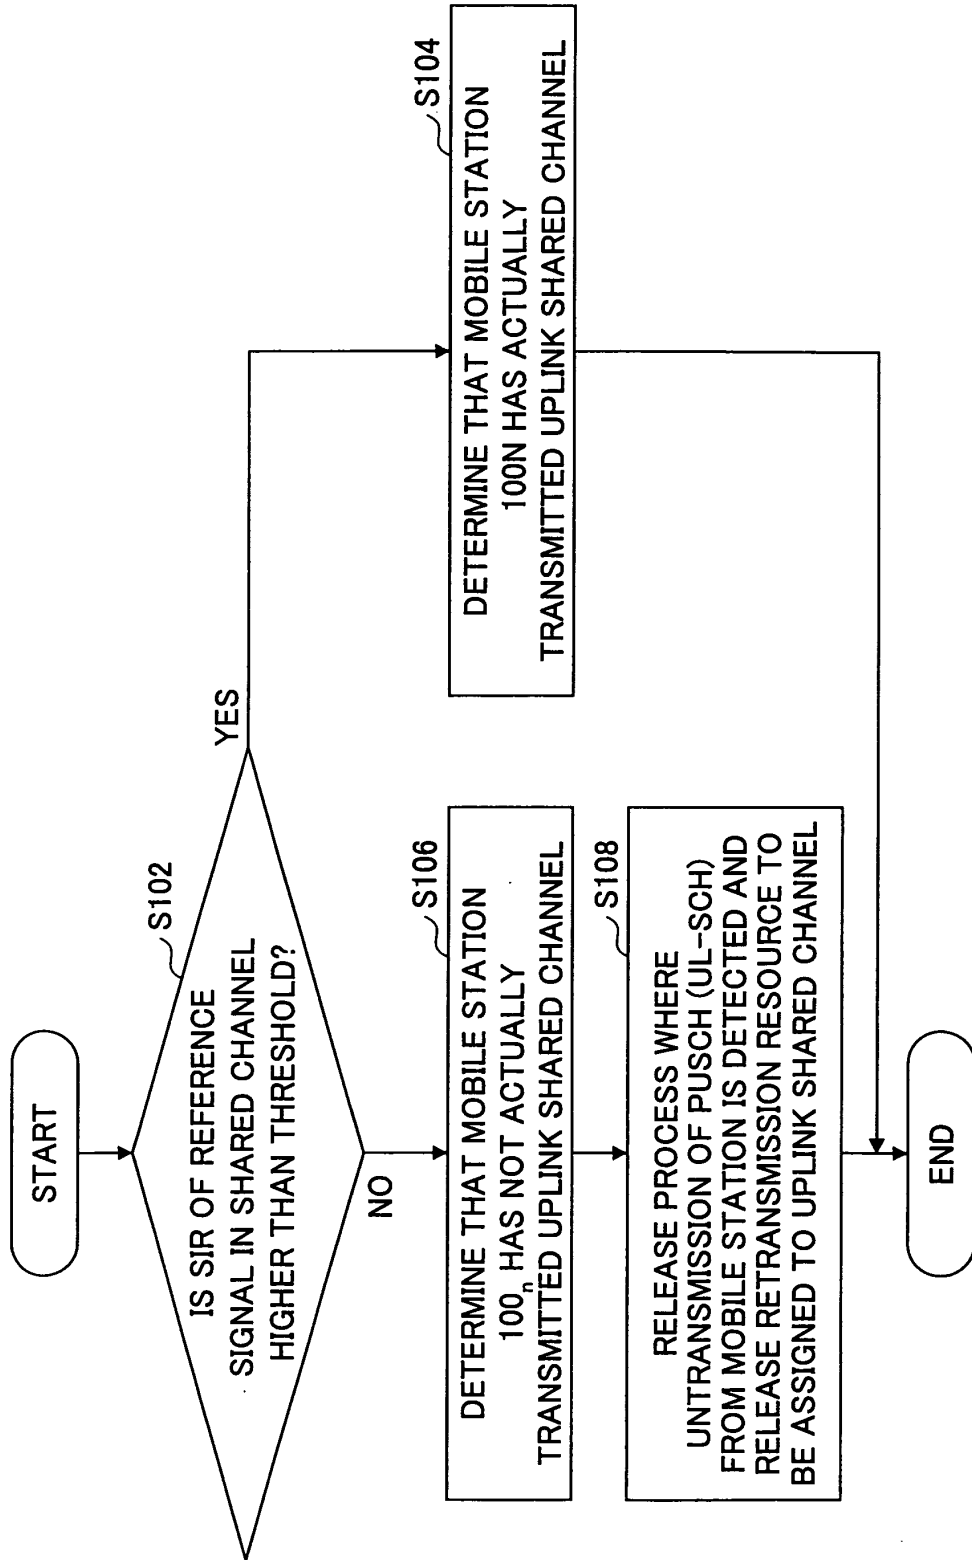 START
IS SIR OF REFERENCE
SIGNAL IN SHARED CHANNEL
HIGHER THAN THRESHOLD?
S102
YES
NO
DETERMINE THAT MOBILE STATION
100N HAS ACTUALLY
TRANSMITTED UPLINK SHARED CHANNEL
S104
DETERMINE THAT MOBILE STATION
100n HAS NOT ACTUALLY
TRANSMITTED UPLINK SHARED CHANNEL
S106
RELEASE PROCESS WHERE
UNTRANSMISSION OF PUSCH (UL-SCH)
FROM MOBILE STATION IS DETECTED AND
RELEASE RETRANSMISSION RESOURCE TO
BE ASSIGNED TO UPLINK SHARED CHANNEL
S108
END